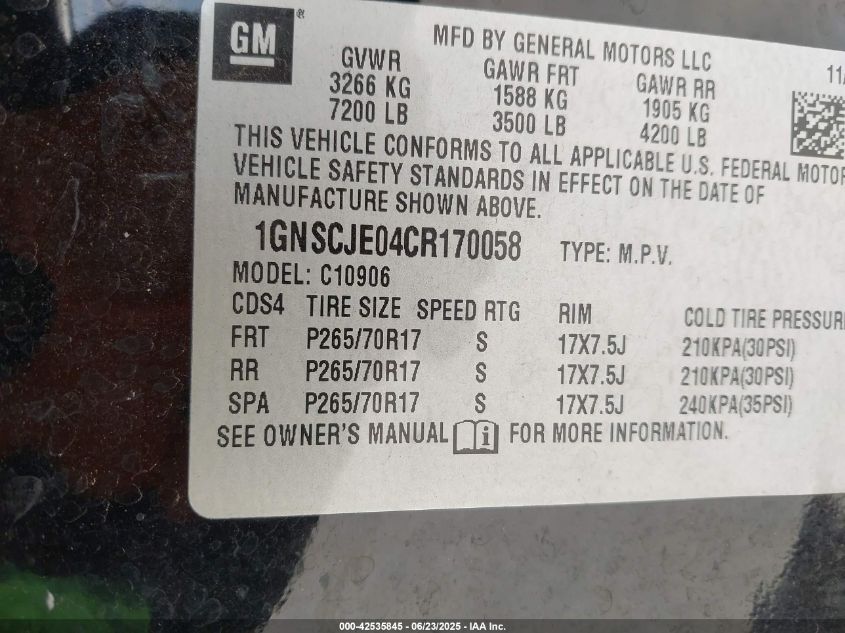 GM ®
MFD BY GENERAL MOTORS LLC
GVWR GAWR FRT GAWR RR 11/
3266 KG 1588 KG 1905 KG
7200 LB 3500 LB 4200 LB
THIS VEHICLE CONFORMS TO ALL APPLICABLE U.S. FEDERAL MOTOR
VEHICLE SAFETY STANDARDS IN EFFECT ON THE DATE OF
MANUFACTURE SHOWN ABOVE.
1GNSCJE04CR170058 TYPE: M.P.V.
MODEL: C10906
CDS4 TIRE SIZE SPEED RTG RIM COLD TIRE PRESSURE
FRT P265/70R17 S 17X7.5J 210KPA(30PSI)
RR P265/70R17 S 17X7.5J 210KPA(30PSI)
SPA P265/70R17 S 17X7.5J 240KPA(35PSI)
SEE OWNER'S MANUAL i FOR MORE INFORMATION.
000-42535845 - 06/23/2025 - IAA Inc.